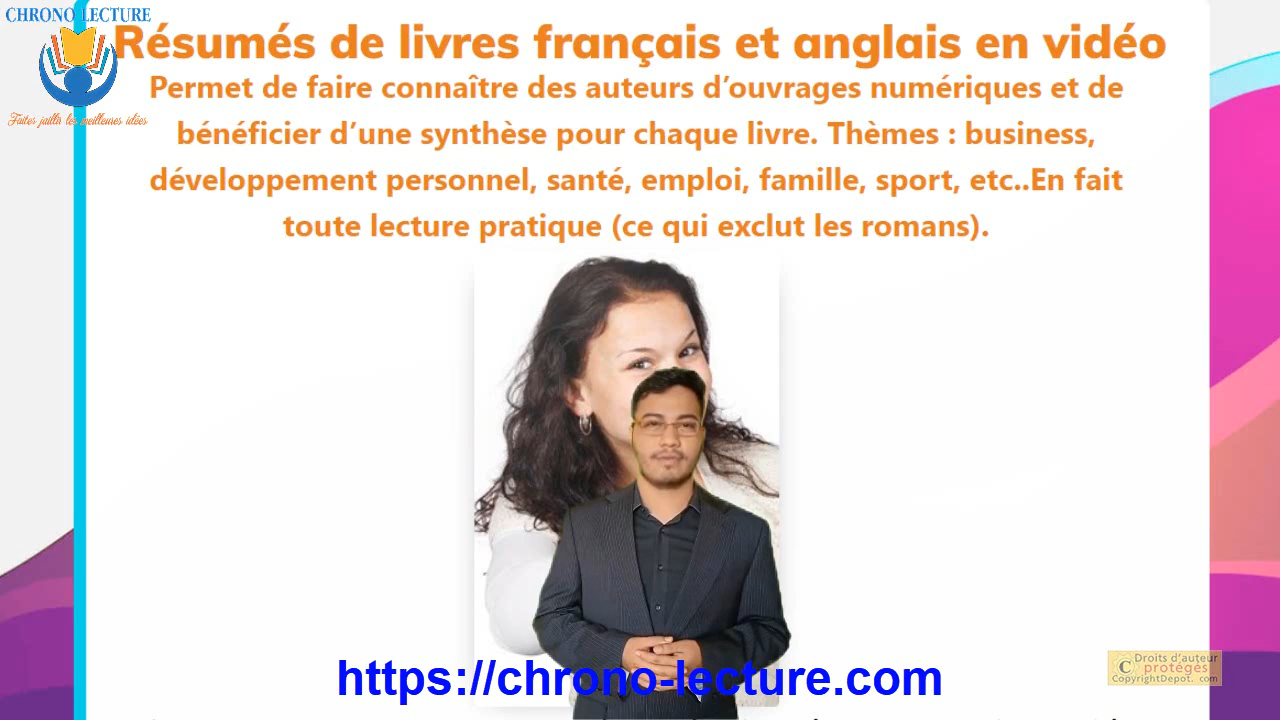 CHRONO LECTURE
Résumés de livres français et anglais en vidéo
Permet de faire connaître des auteurs d’ouvrages numériques et de
bénéficier d’une synthèse pour chaque livre. Thèmes : business,
développement personnel, santé, emploi, famille, sport, etc..En fait
toute lecture pratique (ce qui exclut les romans).
Faites jaillir les meilleures idées
https://chrono-lecture.com
C
Droits d’auteur
protégés
CopyrightDepot. com